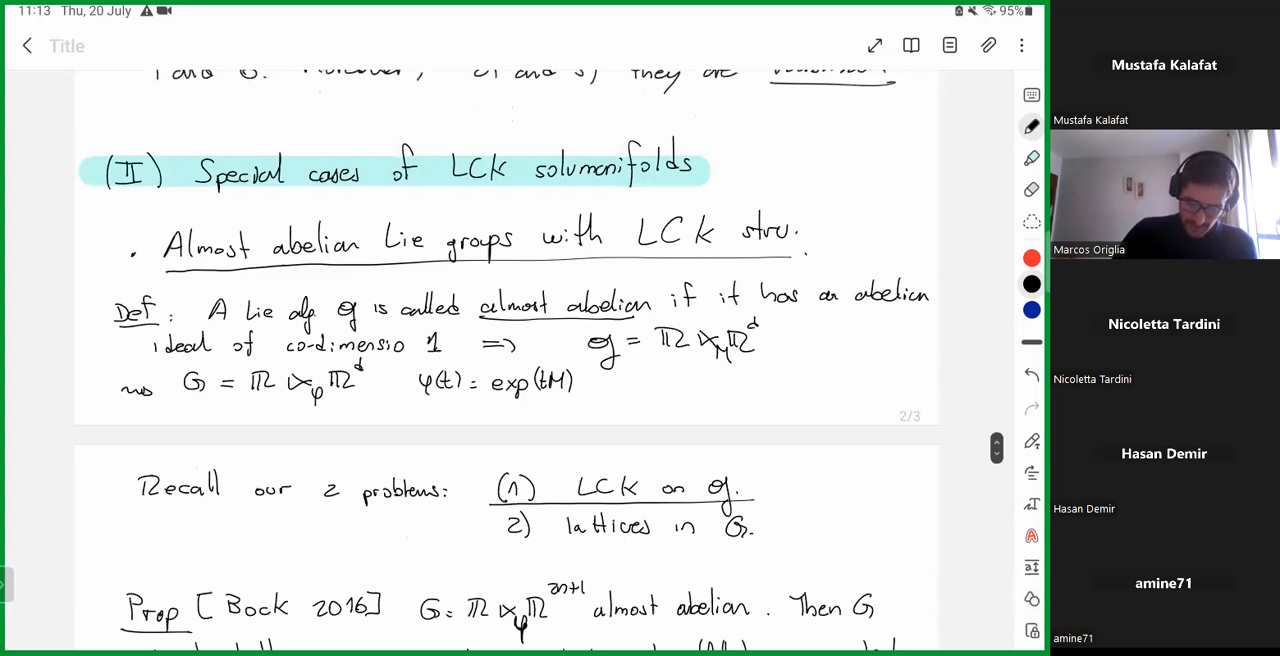 11:13 Thu, 20 July
95%
Title
they are
(II) Special cases of LCK solvmanifolds
. Almost abelian Lie groups with LCK stru.
Def: A Lie alg. g is called almost abelian if it has an abelian
ideal of co-dimensio 1 => g = ℝ ⋉_M ℝ^d
G = ℝ ⋉_φ ℝ^d φ(t) = exp(tM)
2/3
Recall our 2 problems: (1) LCK on g.
2) lattices in G.
Prop [Bock 2016] G = ℝ ⋉_φ ℝ^{2n+1} almost abelian. Then G
Mustafa Kalafat
Mustafa Kalafat
Marcos Origlia
Nicoletta Tardini
Nicoletta Tardini
Hasan Demir
Hasan Demir
amine71
amine71